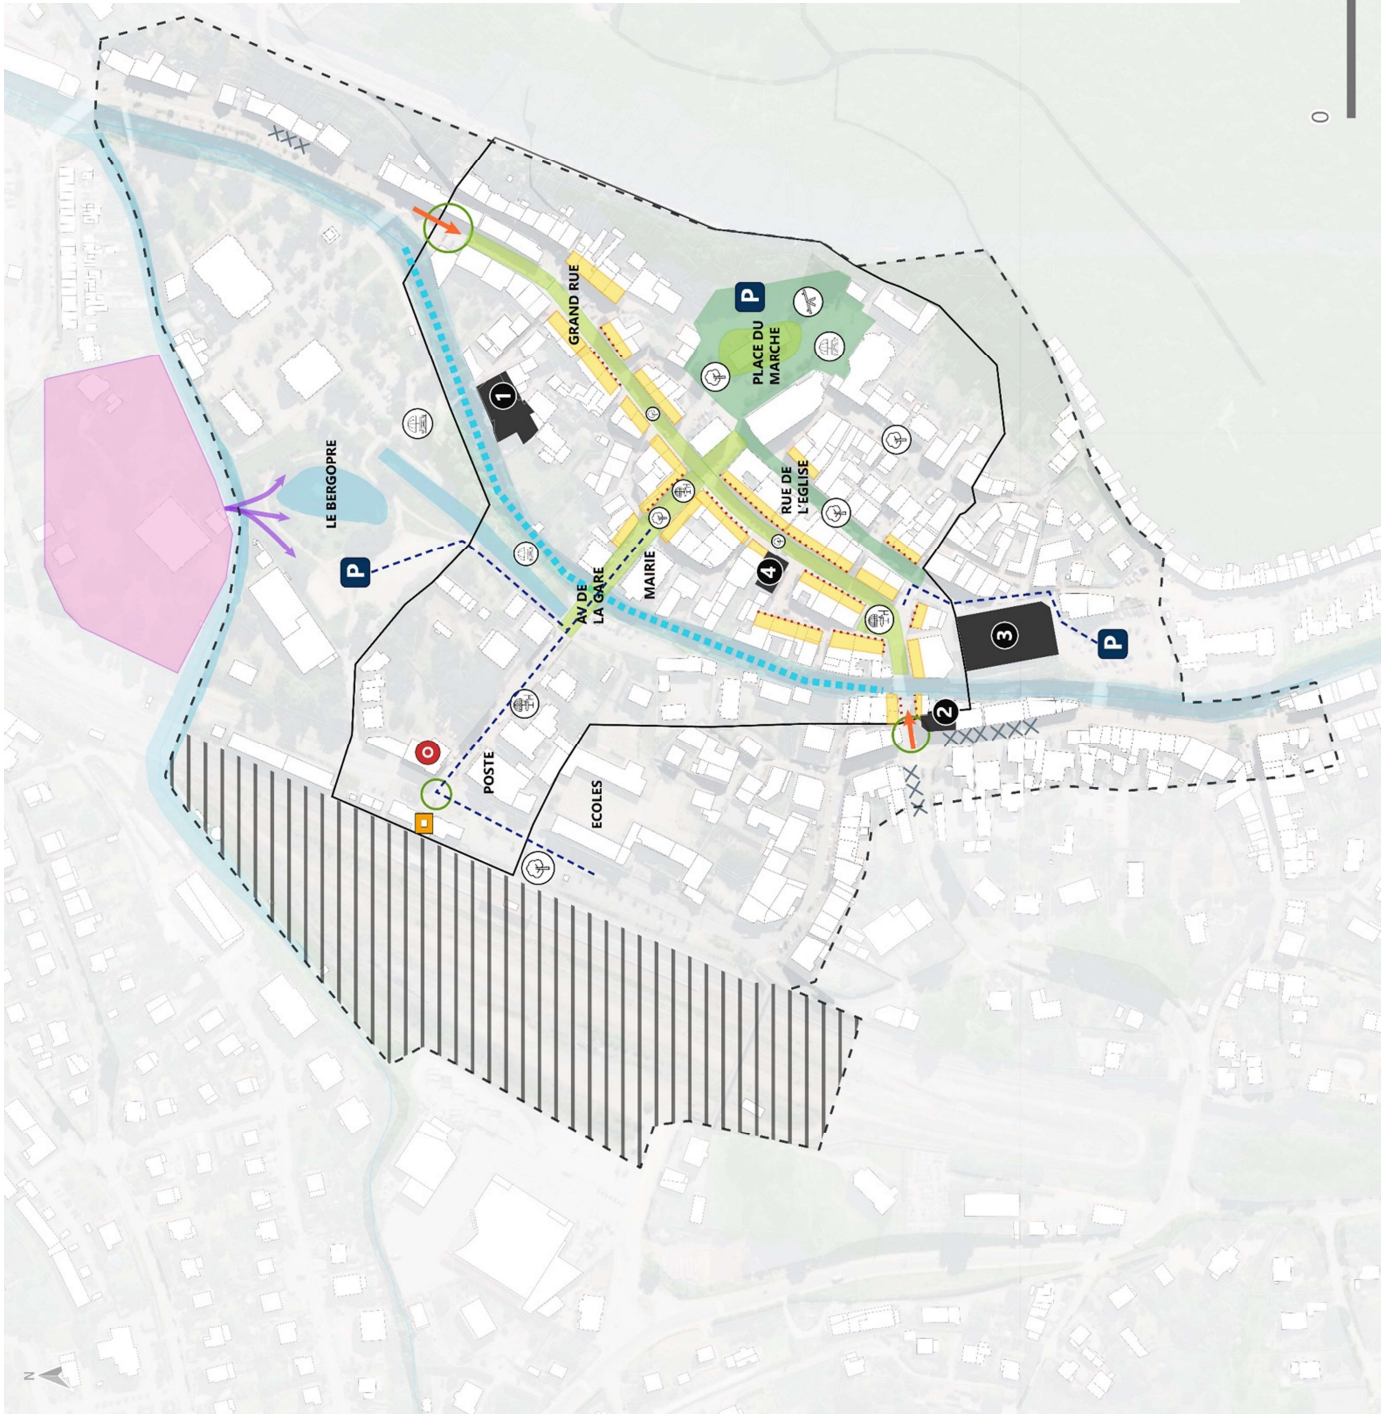 0
GRAND RUE
1
P
PLACE DU
MARCHE
LE BERGOPRE
RUE DE
L'EGLISE
P
AV DE
LA GARE
MAIRIE
4
3
P
2
POSTE
ECOLES
N